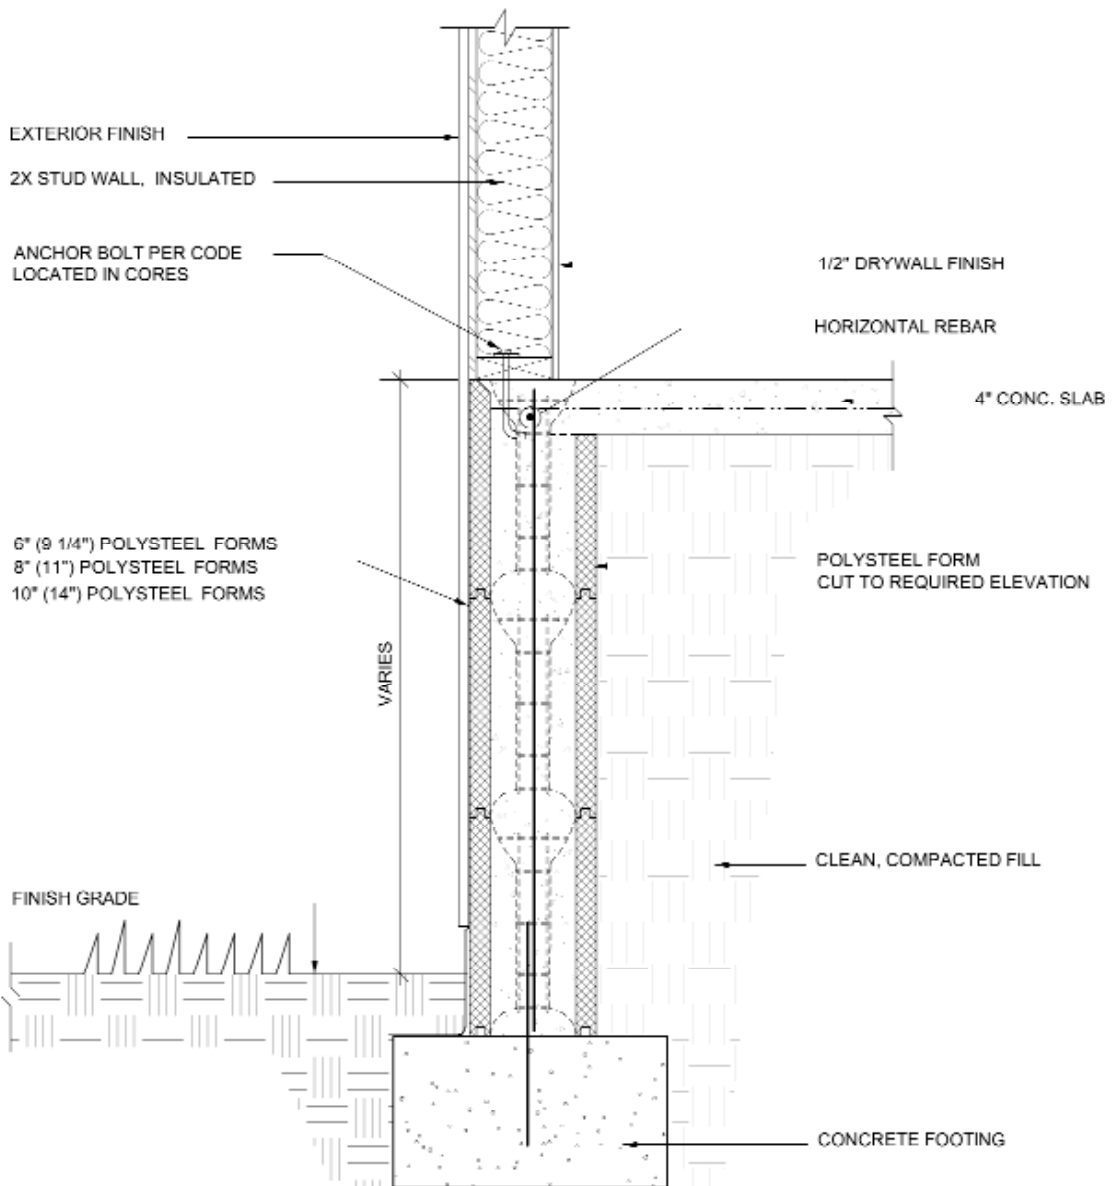 EXTERIOR FINISH
2X STUD WALL, INSULATED
ANCHOR BOLT PER CODE
LOCATED IN CORES
1/2" DRYWALL FINISH
HORIZONTAL REBAR
4" CONC. SLAB
6" (9 1/4") POLYSTEEL FORMS
8" (11") POLYSTEEL FORMS
10" (14") POLYSTEEL FORMS
POLYSTEEL FORM
CUT TO REQUIRED ELEVATION
VARIES
CLEAN, COMPACTED FILL
FINISH GRADE
CONCRETE FOOTING